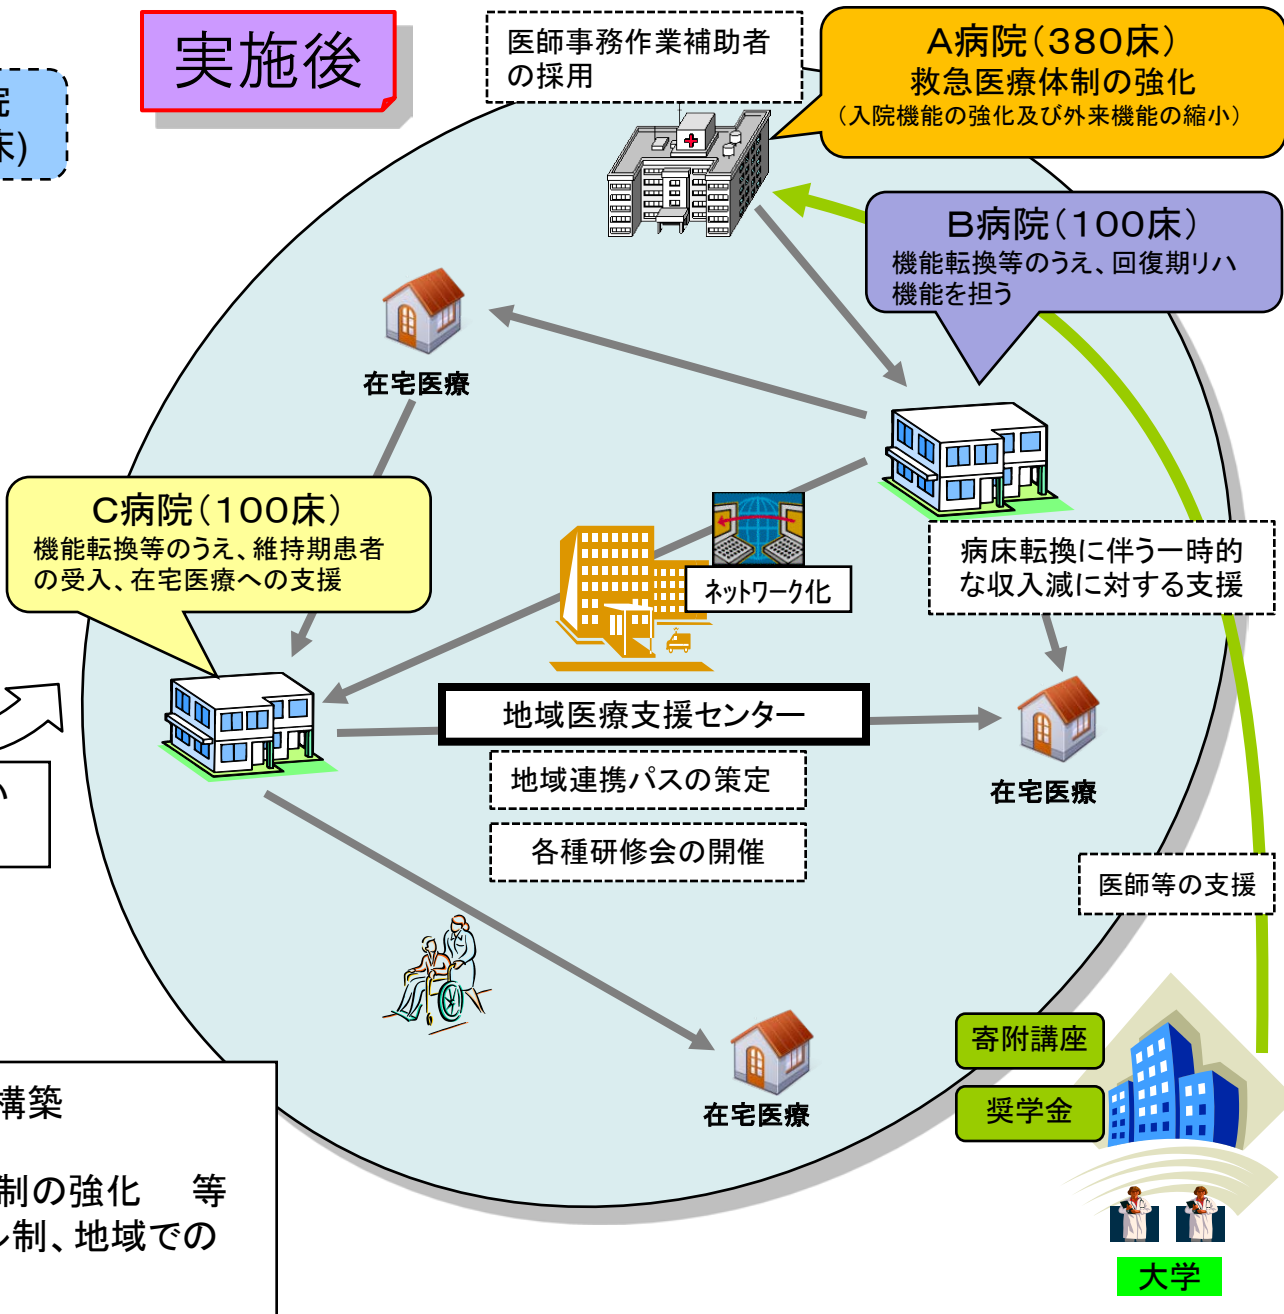 実施後
医師事務作業補助者
の採用
A病院(380床)
救急医療体制の強化
(入院機能の強化及び外来機能の縮小)
院
床)
B病院(100床)
機能転換等のうえ、回復期リハ
機能を担う
在宅医療
C病院(100床)
機能転換等のうえ、維持期患者
の受入、在宅医療への支援
ネットワーク化
病床転換に伴う一時的
な収入減に対する支援
地域医療支援センター
地域連携パスの策定
各種研修会の開催
在宅医療
医師等の支援
在宅医療
寄附講座
奨学金
大学
構築
制の強化 等
制、地域での